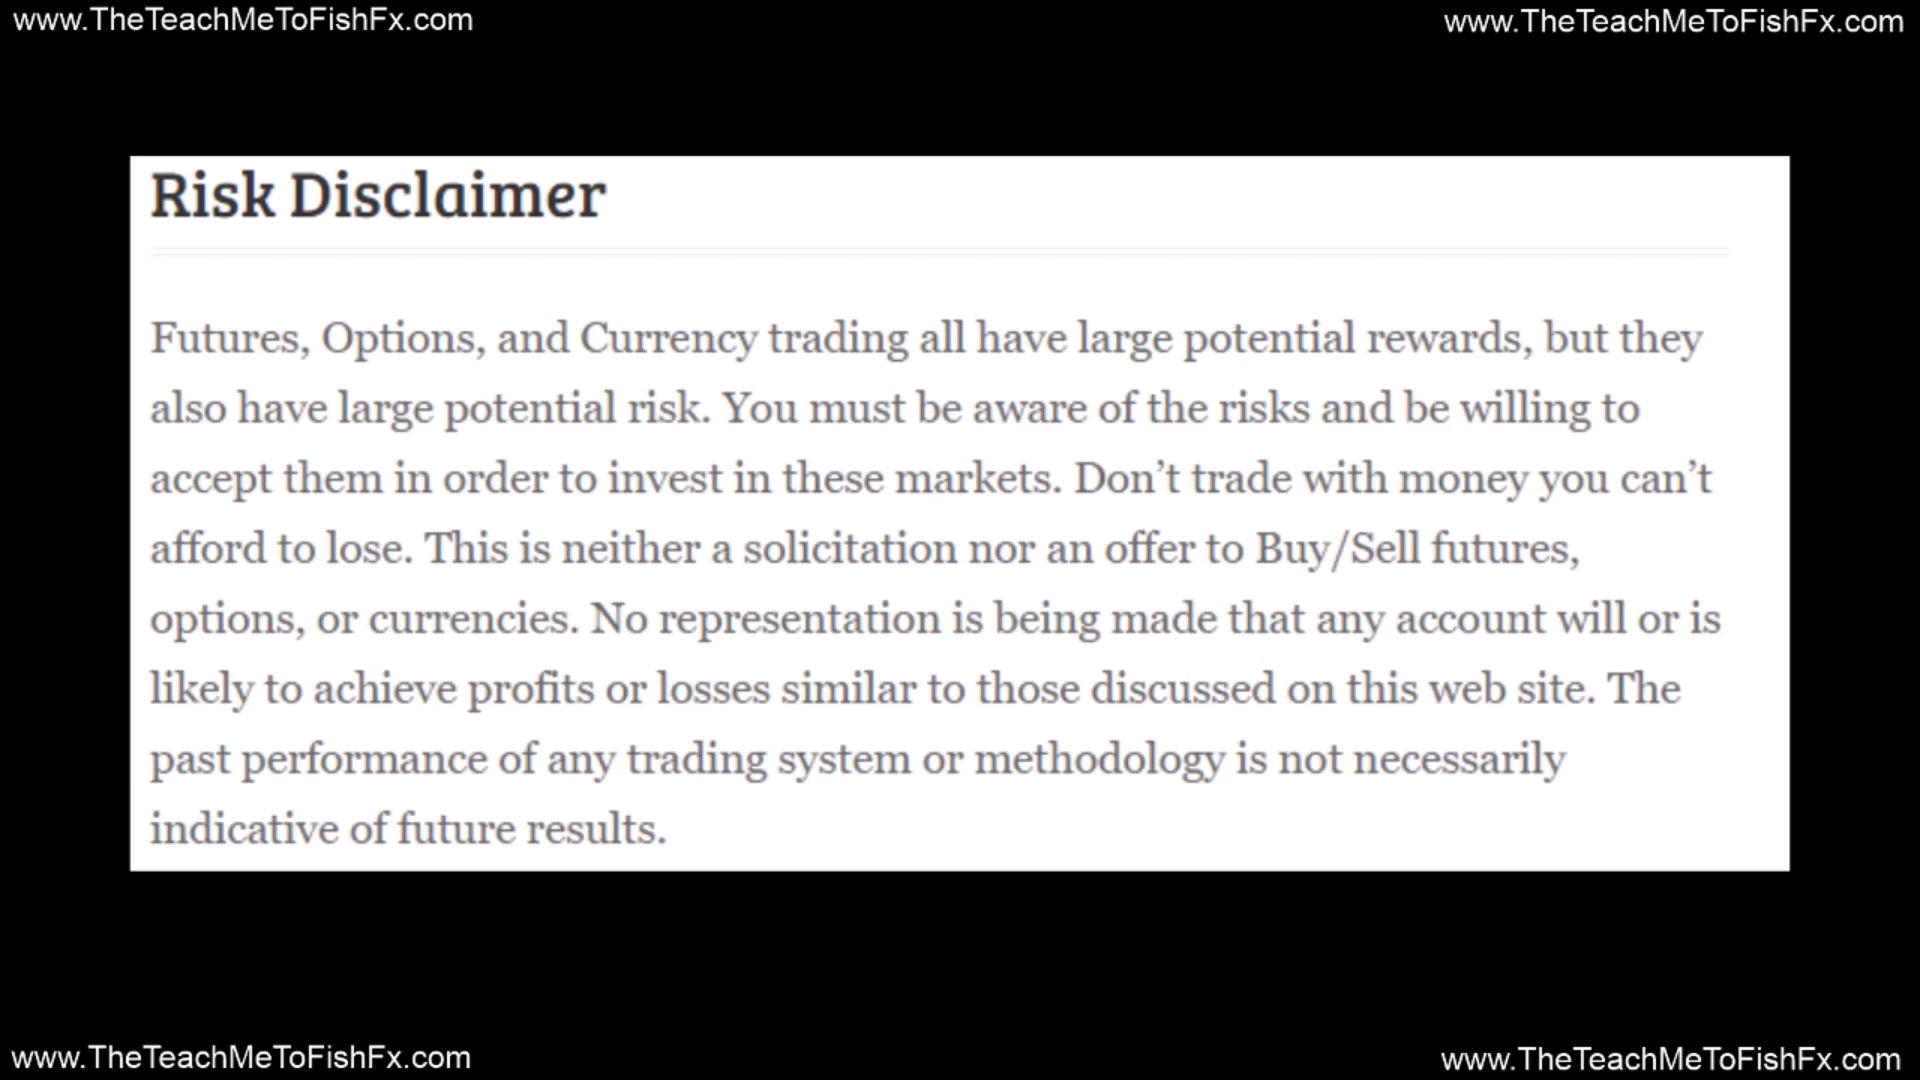 www.TheTeachMeToFishFx.com
www.TheTeachMeToFishFx.com
Risk Disclaimer
Futures, Options, and Currency trading all have large potential rewards, but they
also have large potential risk. You must be aware of the risks and be willing to
accept them in order to invest in these markets. Don’t trade with money you can’t
afford to lose. This is neither a solicitation nor an offer to Buy/Sell futures,
options, or currencies. No representation is being made that any account will or is
likely to achieve profits or losses similar to those discussed on this web site. The
past performance of any trading system or methodology is not necessarily
indicative of future results.
www.TheTeachMeToFishFx.com
www.TheTeachMeToFishFx.com